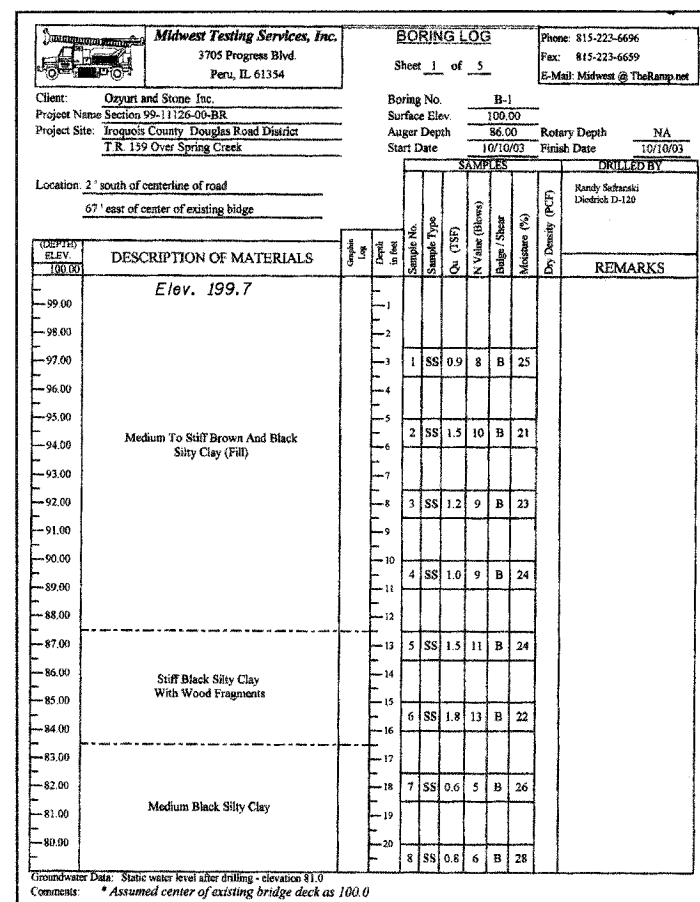 Midwest Testing Services, Inc.
3705 Progress Blvd.
Peru, IL 61354
BORING LOG
Sheet 1 of 5
Phone: 815-223-6696
Fax: 815-223-6659
E-Mail: Midwest @ TheRamp.net
Client: Ozyurt and Stone Inc.
Project Name Section 99-11126-00-BR
Project Site: Iroquois County Douglas Road District
T.R. 159 Over Spring Creek
Boring No. B-1
Surface Elev. 100.00
Auger Depth 86.00 Rotary Depth NA
Start Date 10/10/03 Finish Date 10/10/03
Location: 2 ' south of centerline of road
67 ' east of center of existing bidge
SAMPLES
DRILLED BY
Randy Safranski
Diedrich D-120
(DEPTH) ELEV. 100.00
DESCRIPTION OF MATERIALS
Graphic Log
Depth in feet
Sample No.
Sample Type
Qu (TSF)
N Value (Blows)
Bulge / Shear
Moisture (%)
Dry Density (PCF)
REMARKS
Elev. 199.7
99.00 1
98.00 2
97.00 3 1 SS 0.9 8 B 25
96.00 4
95.00 5
2 SS 1.5 10 B 21
Medium To Stiff Brown And Black
Silty Clay (Fill)
94.00 6
93.00 7
92.00 8 3 SS 1.2 9 B 23
91.00 9
90.00 10
4 SS 1.0 9 B 24
89.00 11
88.00 12
87.00 13 5 SS 1.5 11 B 24
86.00 14
Stiff Black Silty Clay
With Wood Fragments
85.00 15
6 SS 1.8 13 B 22
84.00 16
83.00 17
82.00 18 7 SS 0.6 5 B 26
Medium Black Silty Clay
81.00 19
80.00 20
8 SS 0.8 6 B 28
Groundwater Data: Static water level after drilling - elevation 81.0
Comments: * Assumed center of existing bridge deck as 100.0